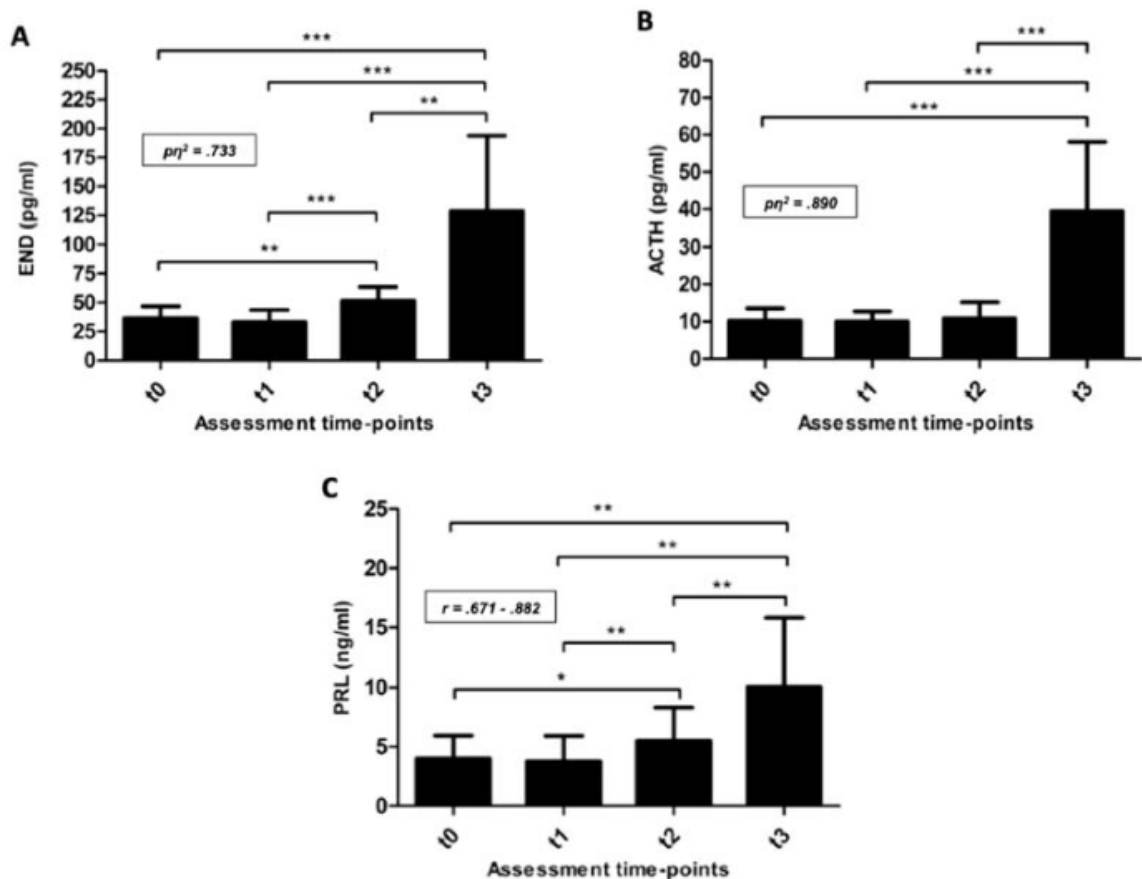 A
***
***
**
pη² = .733
***
**
END (pg/ml)
250
225
200
175
150
125
100
75
50
25
0
t0
t1
t2
t3
Assessment time-points
B
***
***
***
pη² = .890
ACTH (pg/ml)
80
70
60
50
40
30
20
10
0
t0
t1
t2
t3
Assessment time-points
C
**
**
**
r = .671 - .882
**
*
PRL (ng/ml)
25
20
15
10
5
0
t0
t1
t2
t3
Assessment time-points